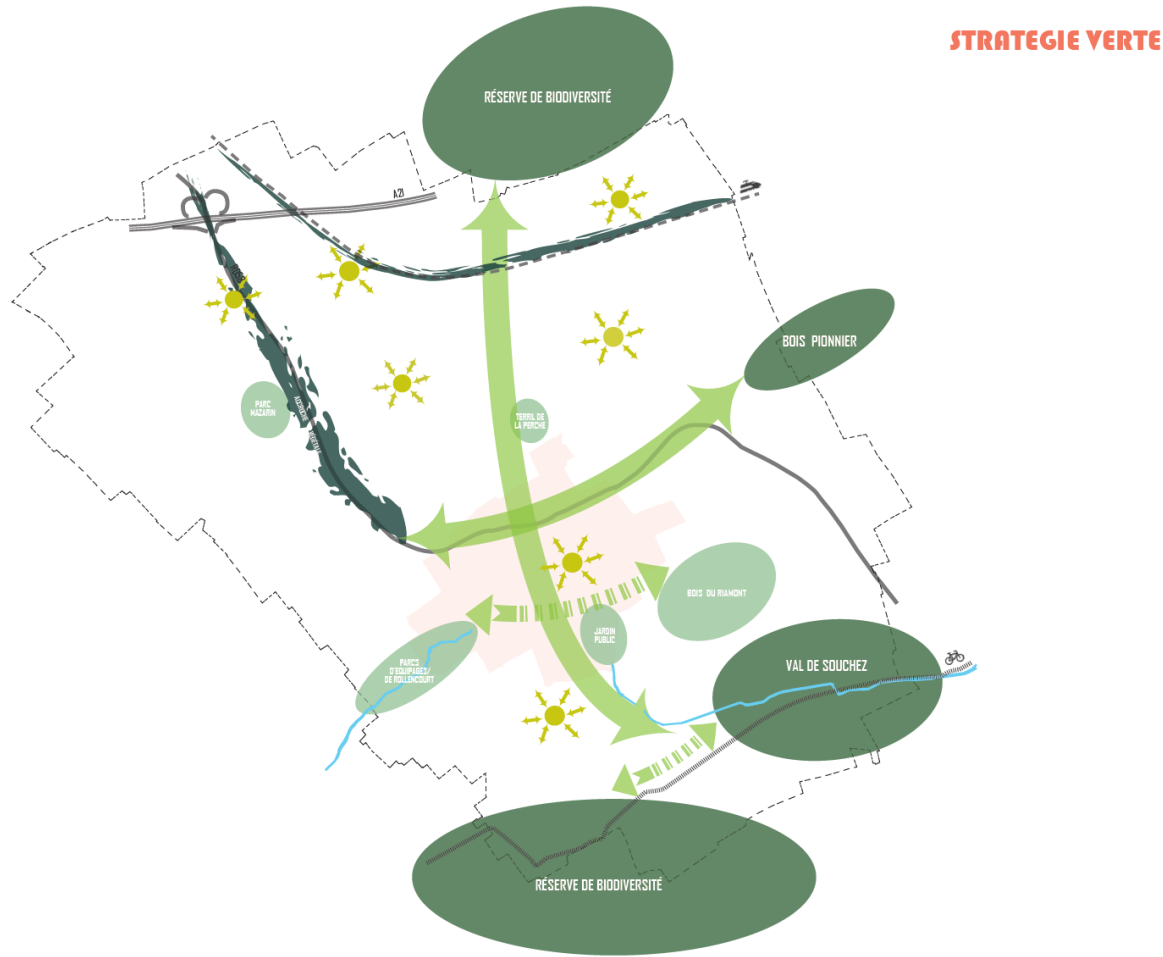 STRATEGIE VERTE
RÉSERVE DE BIODIVERSITÉ
A21
BOIS PIONNIER
PARC
MAZARIN
TERRIL DE
LA PERCHE
BOIS DU RIAMONT
JARDIN
PUBLIC
PARCS
D'EQUIPAGES/
DE ROLLENCOURT
VAL DE SOUCHEZ
RÉSERVE DE BIODIVERSITÉ